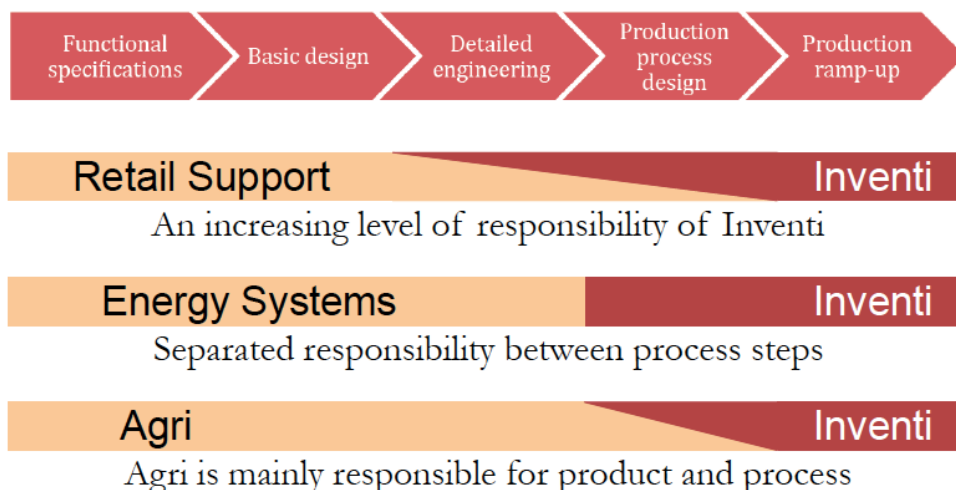 Functional
specifications
Basic design
Detailed
engineering
Production
process
design
Production
ramp-up
Retail Support
Inventi
An increasing level of responsibility of Inventi
Energy Systems
Inventi
Separated responsibility between process steps
Agri
Inventi
Agri is mainly responsible for product and process